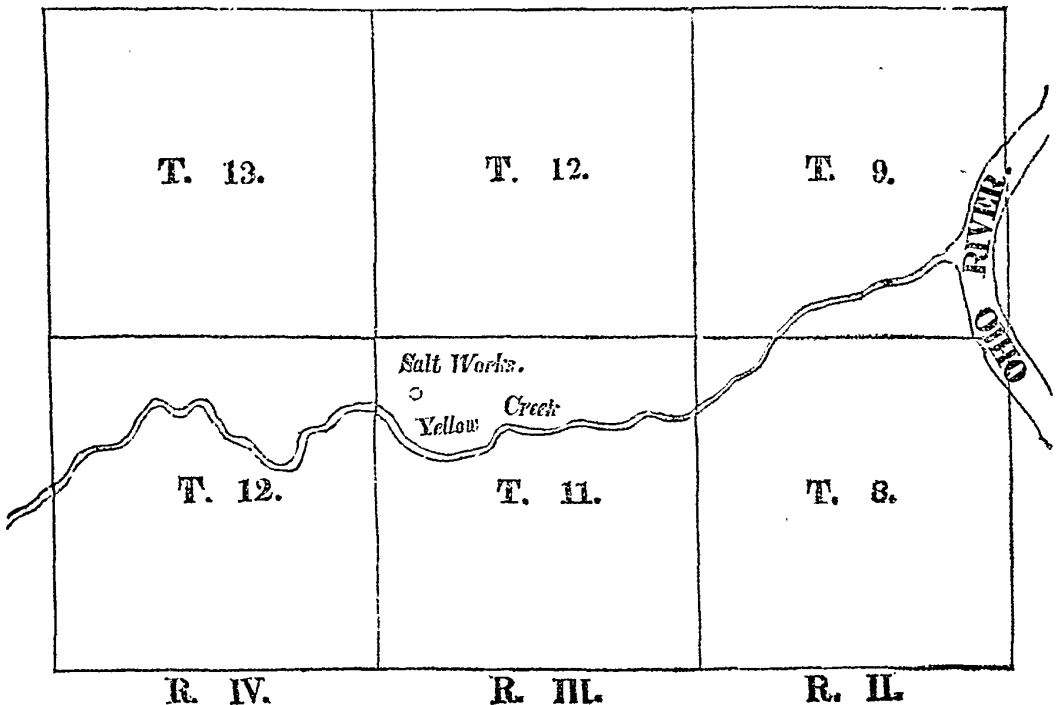 T. 13.
T. 12.
T. 9.
RIVER.
OHIO
Salt Works.
Yellow Creek
T. 12.
T. 11.
T. 8.
R. IV.
R. III.
R. II.